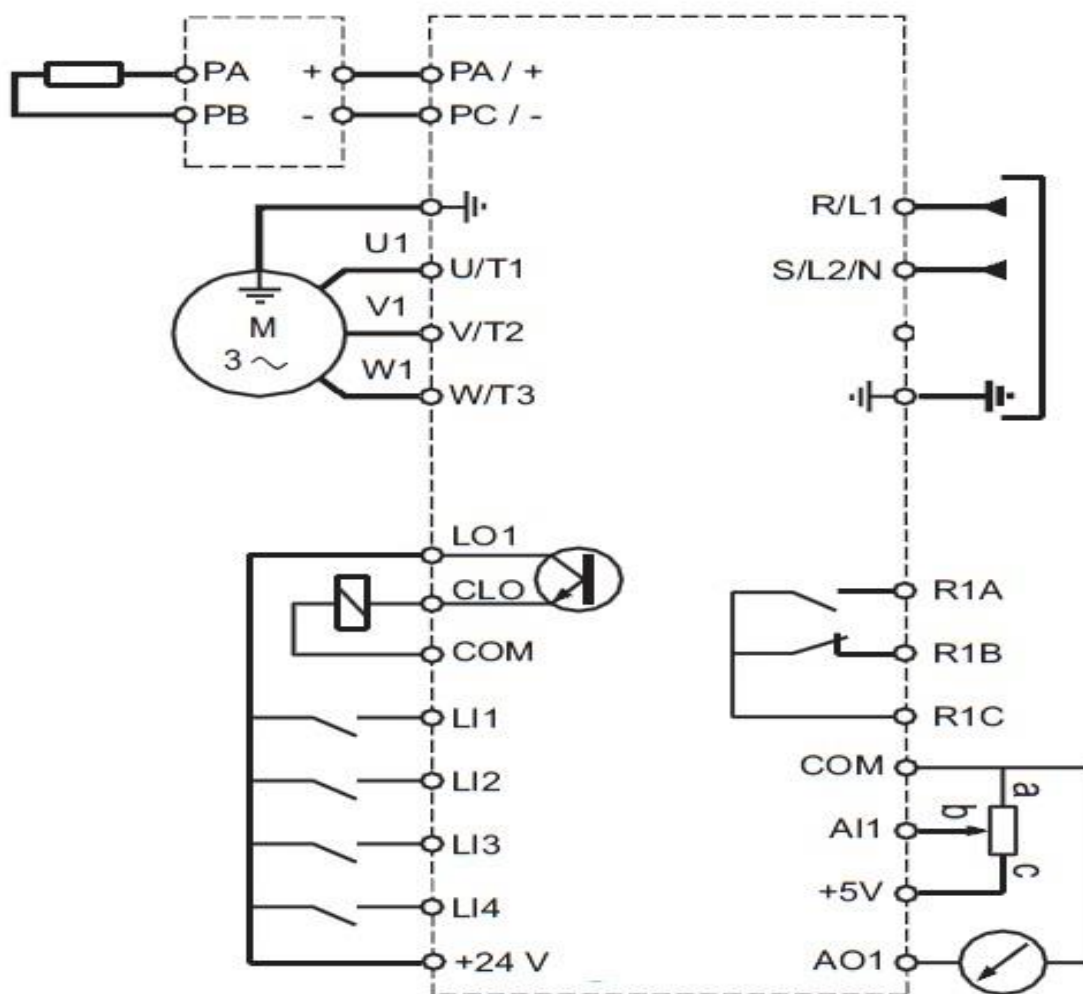 PA + PA / +
PB - PC / -
R/L1
U1
U/T1 S/L2/N
V1
M V/T2
3 ~ W1
W/T3
LO1
CLO R1A
COM R1B
LI1 R1C
COM
a
LI2
b
AI1
LI3
c
+5V
LI4
+24 V AO1